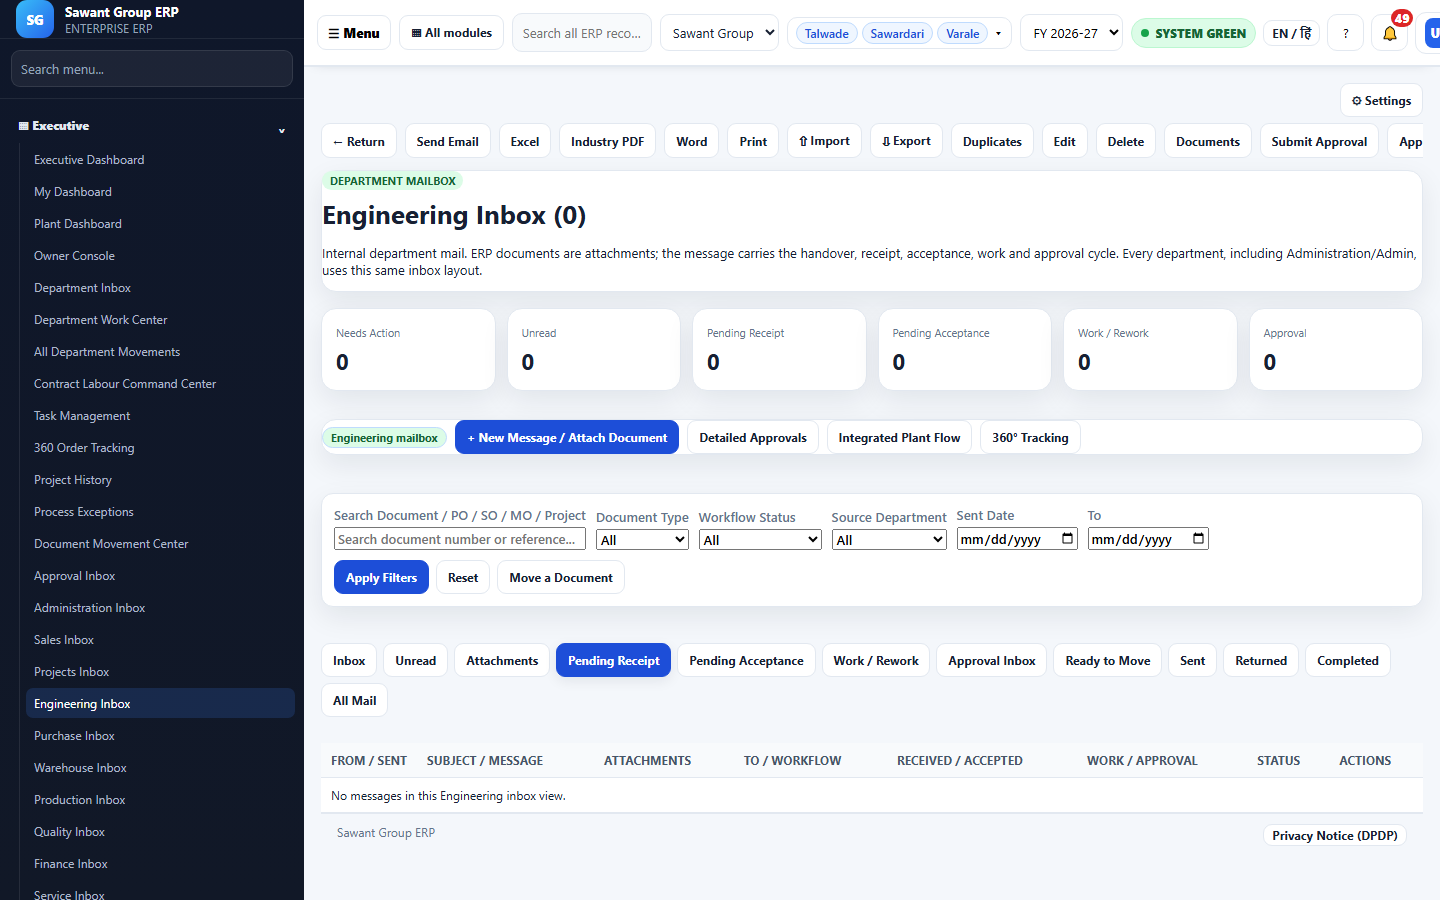 SG
Sawant Group ERP
ENTERPRISE ERP
Search menu...
Executive
Executive Dashboard
My Dashboard
Plant Dashboard
Owner Console
Department Inbox
Department Work Center
All Department Movements
Contract Labour Command Center
Task Management
360 Order Tracking
Project History
Process Exceptions
Document Movement Center
Approval Inbox
Administration Inbox
Sales Inbox
Projects Inbox
Engineering Inbox
Purchase Inbox
Warehouse Inbox
Production Inbox
Quality Inbox
Finance Inbox
Service Inbox
☰ Menu
All modules
Search all ERP reco...
Sawant Group
Talwade
Sawardari
Varale
FY 2026-27
SYSTEM GREEN
EN / हिं
?
49
U
⚙ Settings
← Return
Send Email
Excel
Industry PDF
Word
Print
⇧ Import
⇩ Export
Duplicates
Edit
Delete
Documents
Submit Approval
App
DEPARTMENT MAILBOX
Engineering Inbox (0)
Internal department mail. ERP documents are attachments; the message carries the handover, receipt, acceptance, work and approval cycle. Every department, including Administration/Admin,
uses this same inbox layout.
Needs Action
0
Unread
0
Pending Receipt
0
Pending Acceptance
0
Work / Rework
0
Approval
0
Engineering mailbox
+ New Message / Attach Document
Detailed Approvals
Integrated Plant Flow
360° Tracking
Search Document / PO / SO / MO / Project
Search document number or reference...
Document Type
All
Workflow Status
All
Source Department
All
Sent Date
mm/dd/yyyy
To
mm/dd/yyyy
Apply Filters
Reset
Move a Document
Inbox
Unread
Attachments
Pending Receipt
Pending Acceptance
Work / Rework
Approval Inbox
Ready to Move
Sent
Returned
Completed
All Mail
FROM / SENT
SUBJECT / MESSAGE
ATTACHMENTS
TO / WORKFLOW
RECEIVED / ACCEPTED
WORK / APPROVAL
STATUS
ACTIONS
No messages in this Engineering inbox view.
Sawant Group ERP
Privacy Notice (DPDP)